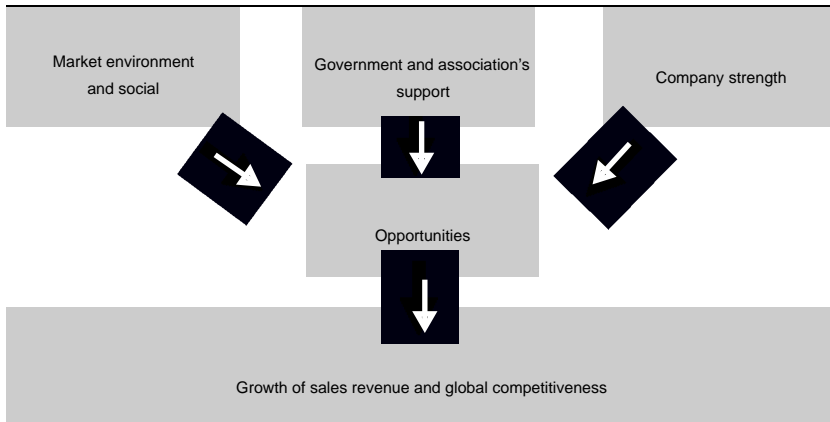 Market environment
and social
Government and association's
support
Company strength
Opportunities
Growth of sales revenue and global competitiveness